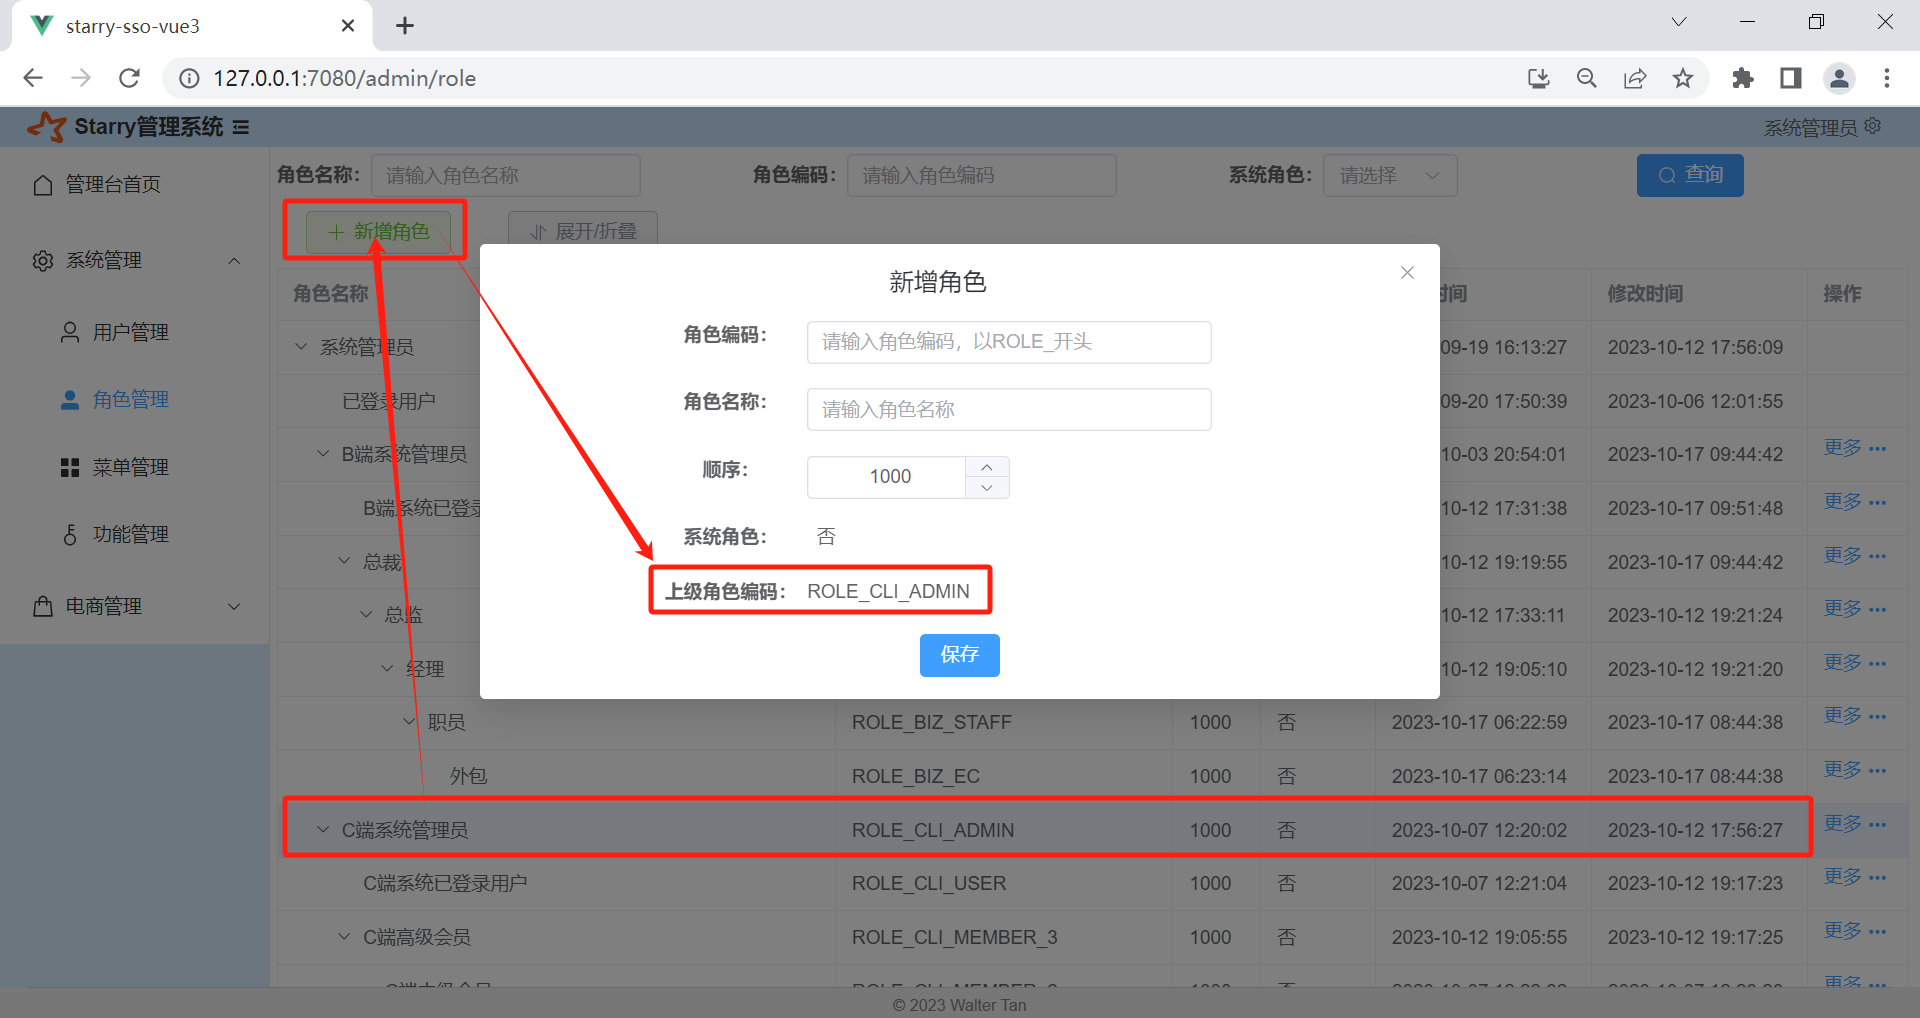 starry-sso-vue3
127.0.0.1:7080/admin/role
Starry管理系统
系统管理员
管理台首页
系统管理
用户管理
角色管理
菜单管理
功能管理
电商管理
角色名称： 请输入角色名称 角色编码： 请输入角色编码 系统角色： 请选择 查询
新增角色 展开/折叠
角色名称 时间 修改时间 操作
系统管理员 09-19 16:13:27 2023-10-12 17:56:09
已登录用户 09-20 17:50:39 2023-10-06 12:01:55
B端系统管理员 10-03 20:54:01 2023-10-17 09:44:42 更多
B端系统已登录 10-12 17:31:38 2023-10-17 09:51:48 更多
总裁 10-12 19:19:55 2023-10-17 09:44:42 更多
总监 10-12 17:33:11 2023-10-12 19:21:24 更多
经理 10-12 19:05:10 2023-10-12 19:21:20 更多
职员 ROLE_BIZ_STAFF 1000 否 2023-10-17 06:22:59 2023-10-17 08:44:38 更多
外包 ROLE_BIZ_EC 1000 否 2023-10-17 06:23:14 2023-10-17 08:44:38 更多
C端系统管理员 ROLE_CLI_ADMIN 1000 否 2023-10-07 12:20:02 2023-10-12 17:56:27 更多
C端系统已登录用户 ROLE_CLI_USER 1000 否 2023-10-07 12:21:04 2023-10-12 19:17:23 更多
C端高级会员 ROLE_CLI_MEMBER_3 1000 否 2023-10-12 19:05:55 2023-10-12 19:17:25 更多
新增角色
角色编码： 请输入角色编码，以ROLE_开头
角色名称： 请输入角色名称
顺序： 1000
系统角色： 否
上级角色编码： ROLE_CLI_ADMIN
保存
© 2023 Walter Tan